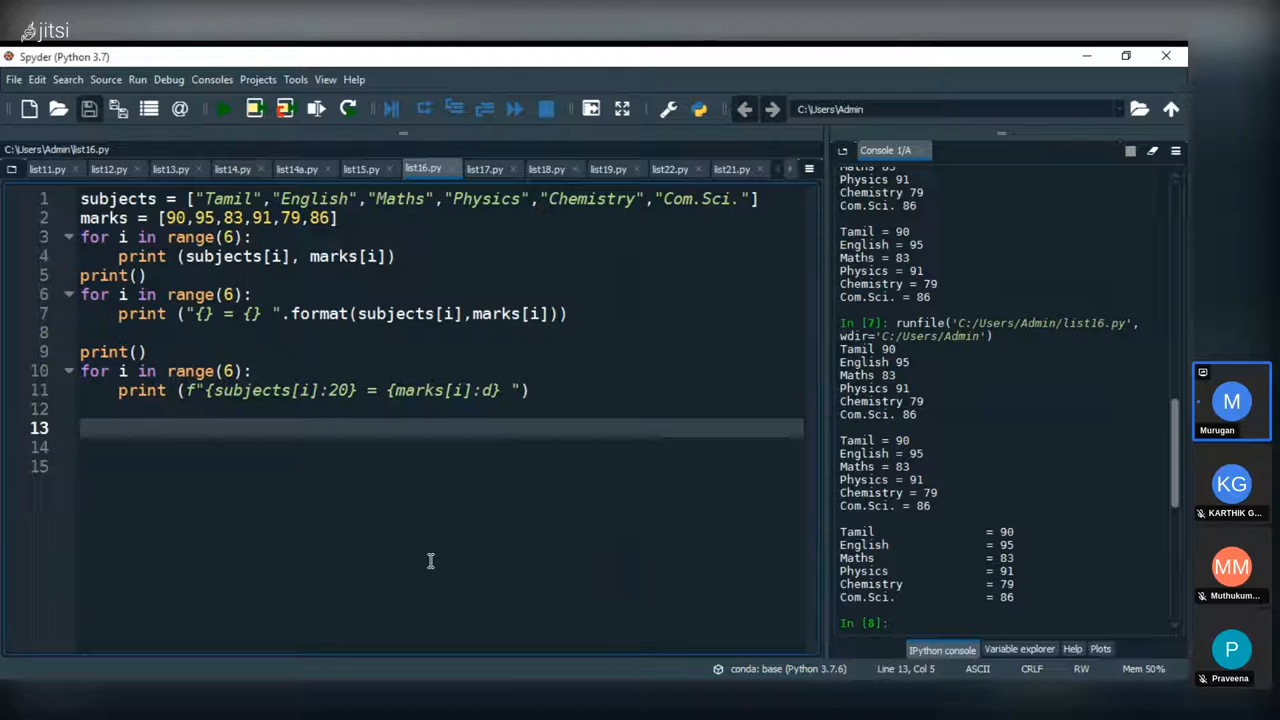 jitsi
Spyder (Python 3.7)
File Edit Search Source Run Debug Consoles Projects Tools View Help
C:\Users\Admin
C:\Users\Admin\list16.py
list11.py list12.py list13.py list14.py list14a.py list15.py list16.py list17.py list18.py list19.py list22.py list21.py
1 subjects = ["Tamil","English","Maths","Physics","Chemistry","Com.Sci."]
2 marks = [90,95,83,91,79,86]
3 for i in range(6):
4     print (subjects[i], marks[i])
5 print()
6 for i in range(6):
7     print ("{} = {} ".format(subjects[i],marks[i]))
8
9 print()
10 for i in range(6):
11     print (f"{subjects[i]:20} = {marks[i]:d} ")
12
13
14
15
Console 1/A
Maths 83
Physics 91
Chemistry 79
Com.Sci. 86
Tamil = 90
English = 95
Maths = 83
Physics = 91
Chemistry = 79
Com.Sci. = 86
In [7]: runfile('C:/Users/Admin/list16.py',
wdir='C:/Users/Admin')
Tamil 90
English 95
Maths 83
Physics 91
Chemistry 79
Com.Sci. 86
Tamil = 90
English = 95
Maths = 83
Physics = 91
Chemistry = 79
Com.Sci. = 86
Tamil                = 90
English              = 95
Maths                = 83
Physics              = 91
Chemistry            = 79
Com.Sci.             = 86
In [8]:
IPython console Variable explorer Help Plots
conda: base (Python 3.7.6) Line 13, Col 5 ASCII CRLF RW Mem 50%
M
Murugan
KG
KARTHIK G...
MM
Muthukum...
P
Praveena